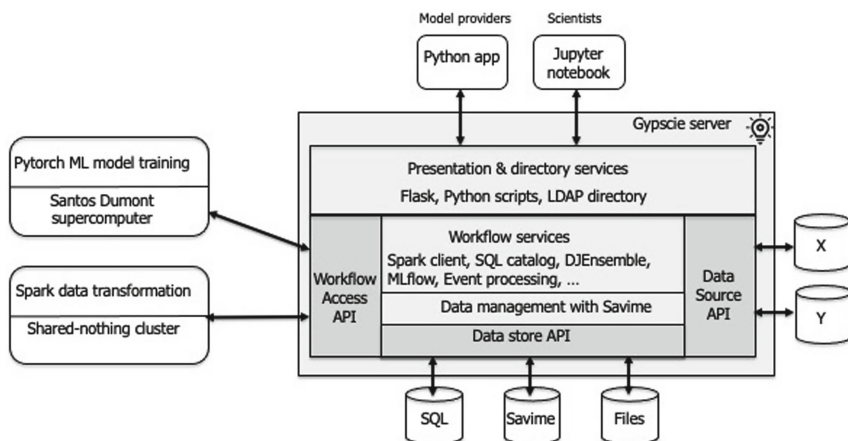 Model providers
Scientists
Python app
Jupyter
notebook
Gypscie server
Pytorch ML model training
Santos Dumont
supercomputer
Presentation & directory services
Flask, Python scripts, LDAP directory
Spark data transformation
Shared-nothing cluster
Workflow
Access
API
Workflow services
Spark client, SQL catalog, DJEnsemble,
MLflow, Event processing, ...
Data management with Savime
Data store API
Data
Source
API
X
Y
SQL
Savime
Files